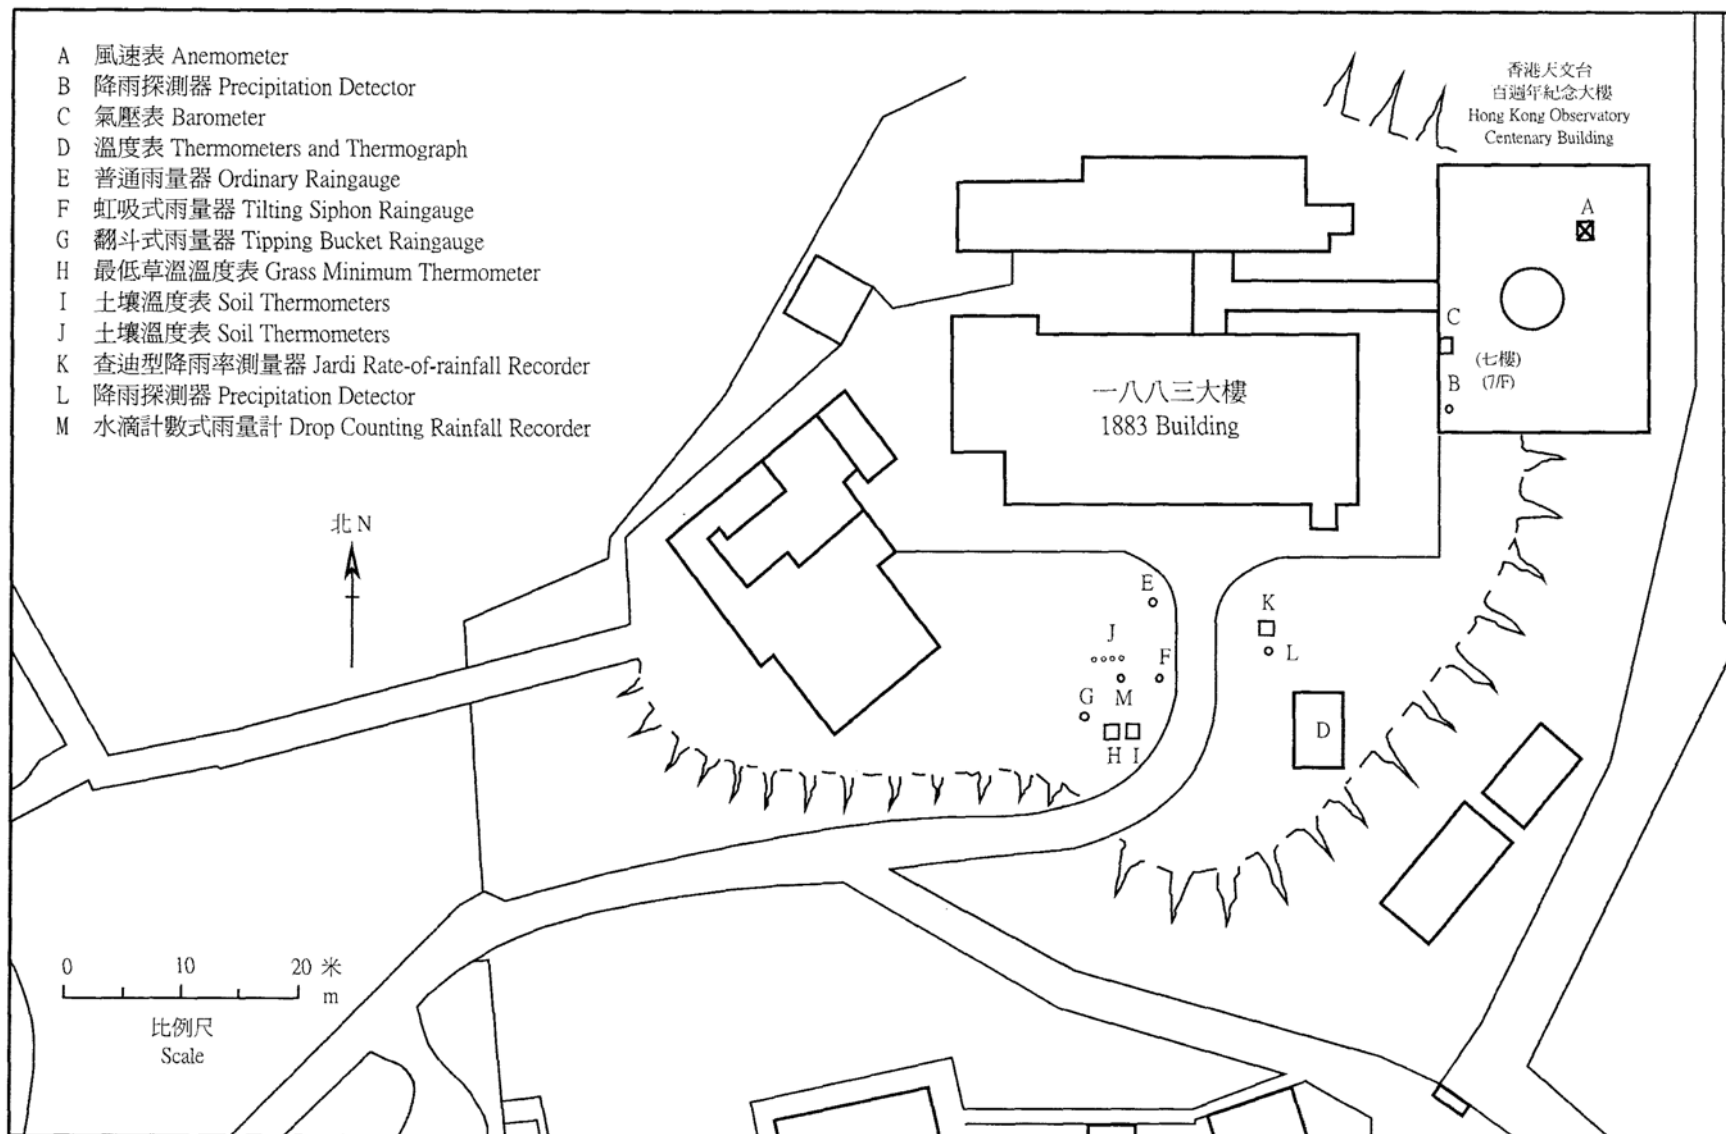 A 風速表 Anemometer
B 降雨探測器 Precipitation Detector
C 氣壓表 Barometer
D 溫度表 Thermometers and Thermograph
E 普通雨量器 Ordinary Raingauge
F 虹吸式雨量器 Tilting Siphon Raingauge
G 翻斗式雨量器 Tipping Bucket Raingauge
H 最低草溫溫度表 Grass Minimum Thermometer
I 土壤溫度表 Soil Thermometers
J 土壤溫度表 Soil Thermometers
K 查迪型降雨率測量器 Jardi Rate-of-rainfall Recorder
L 降雨探測器 Precipitation Detector
M 水滴計數式雨量計 Drop Counting Rainfall Recorder
香港天文台
百週年紀念大樓
Hong Kong Observatory
Centenary Building
A
C
(七樓)
(7/F)
B
一八八三大樓
1883 Building
北 N
E
K
J
F
L
G
M
D
H
I
0 10 20 米
m
比例尺
Scale